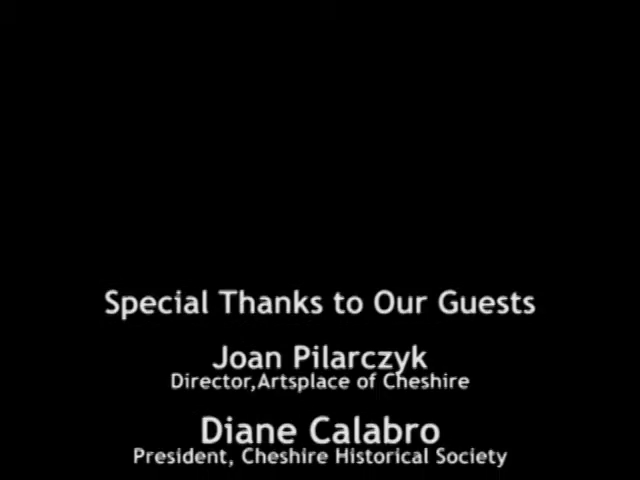 Special Thanks to Our Guests
Joan Pilarczyk
Director,Artsplace of Cheshire
Diane Calabro
President, Cheshire Historical Society